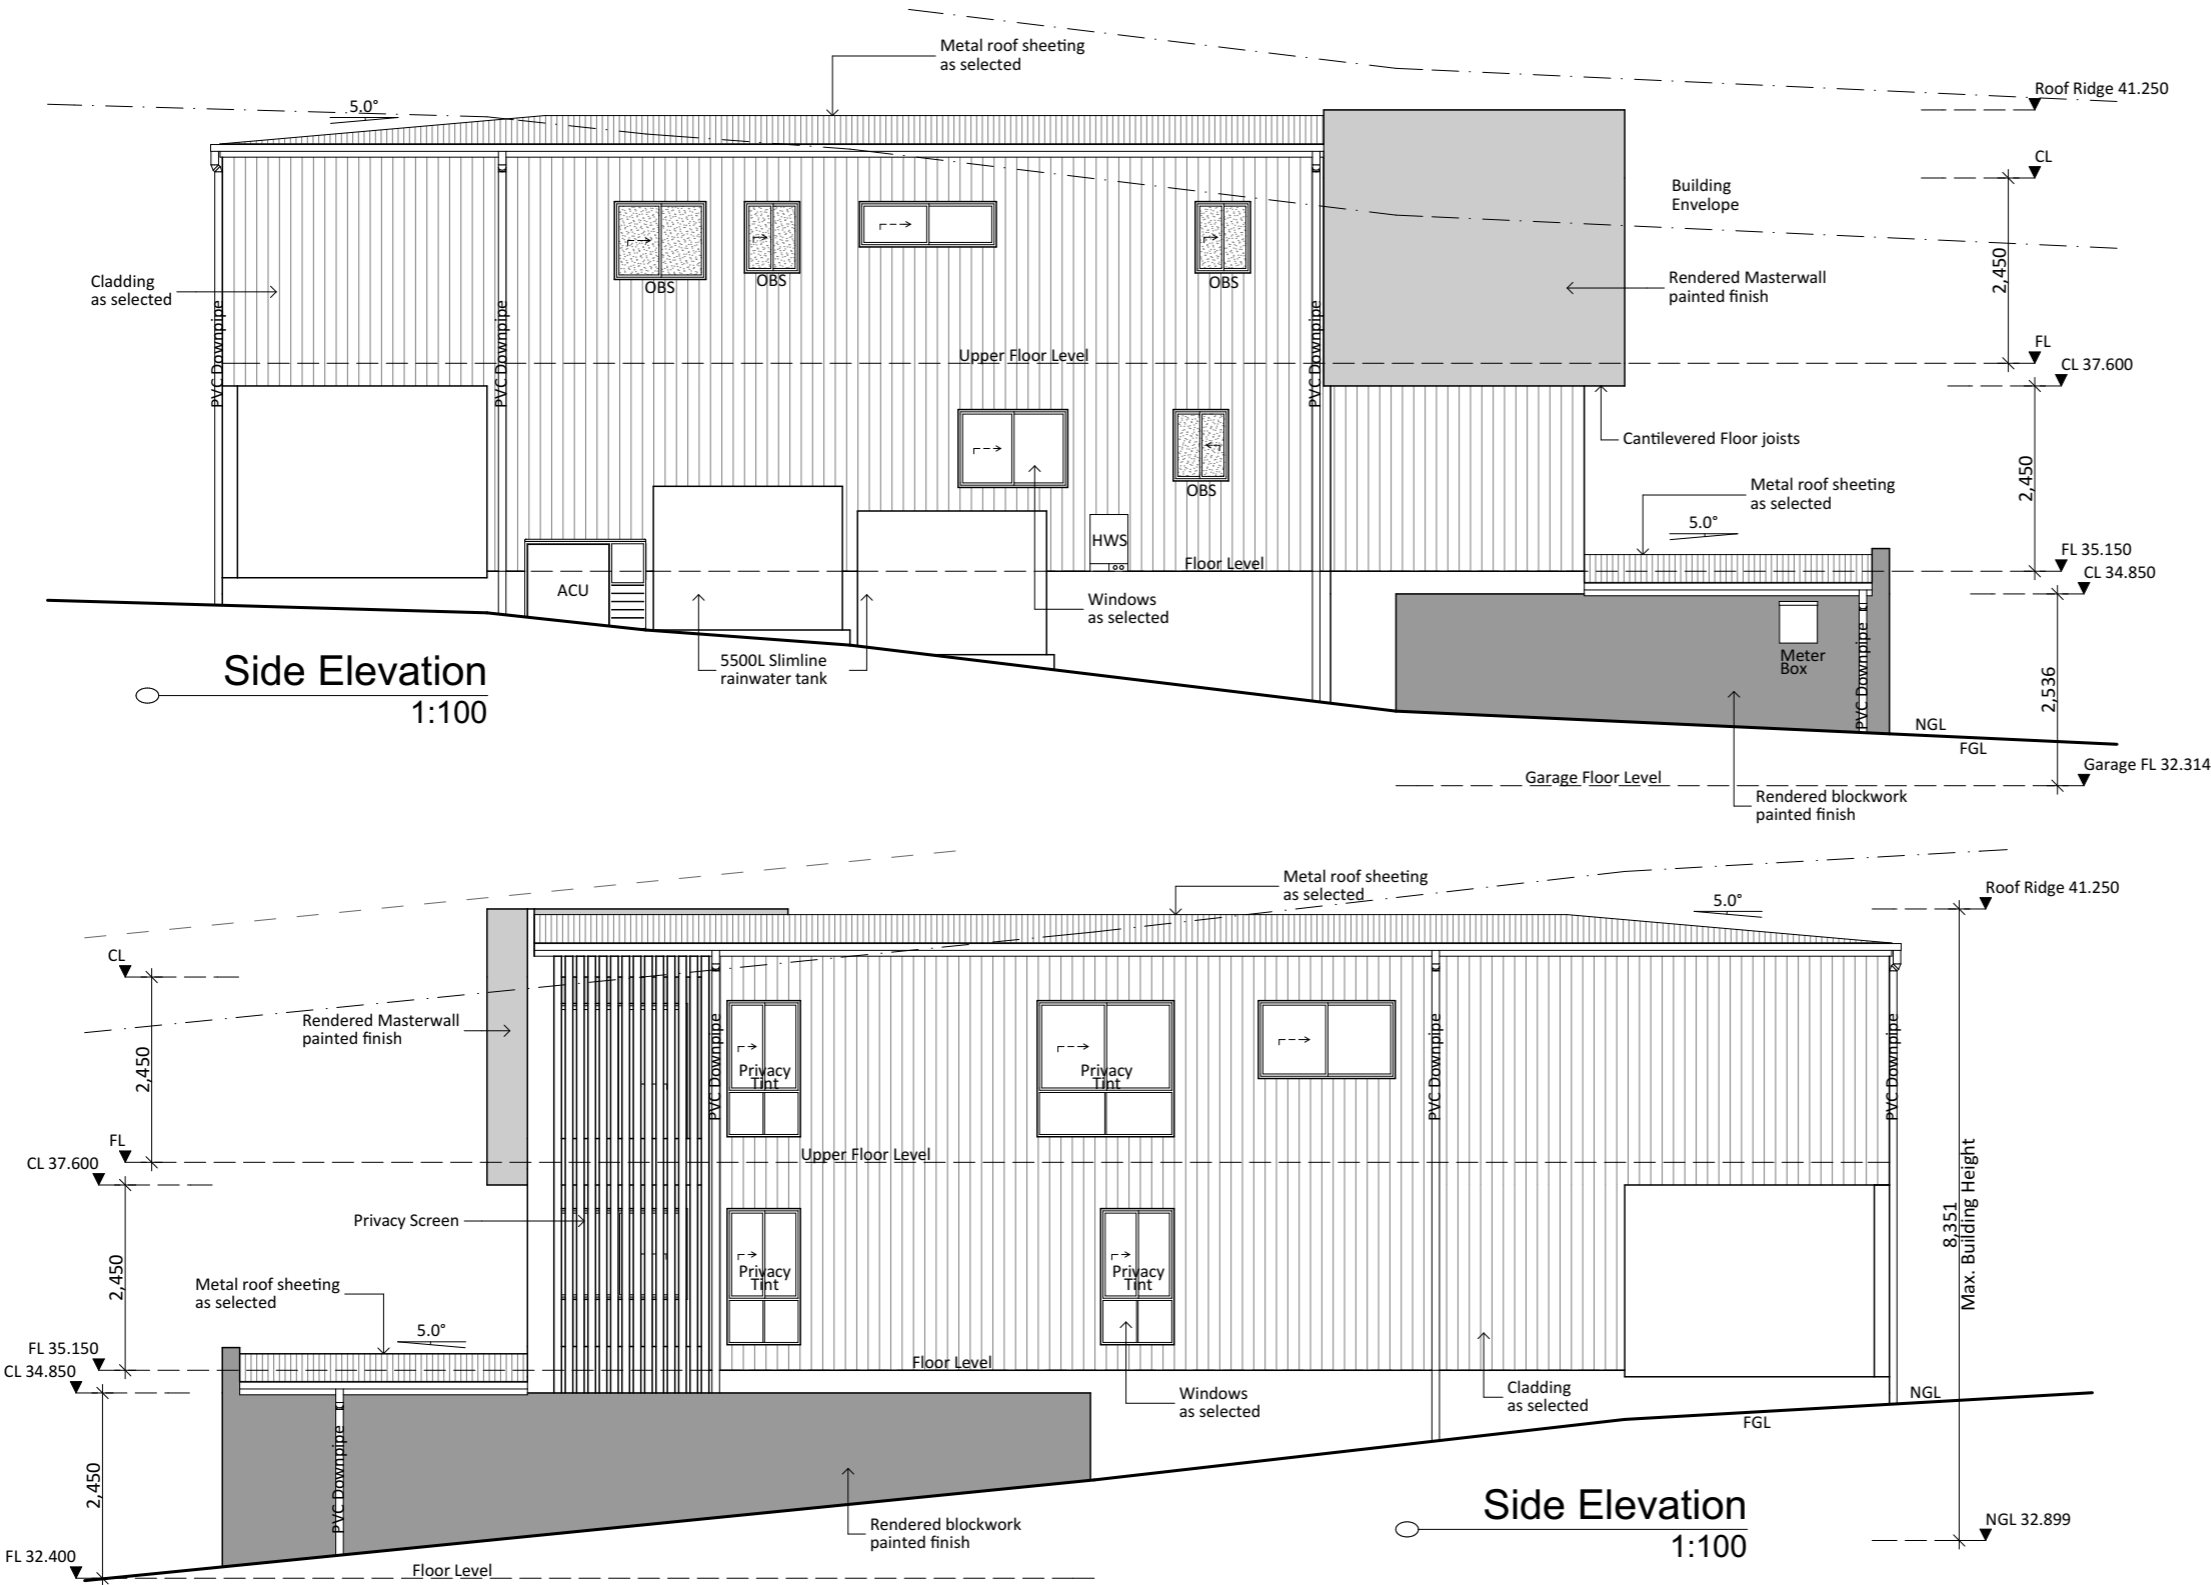 Metal roof sheeting
as selected
5.0°
Roof Ridge 41.250
CL
Building
Envelope
2,450
Cladding
as selected
OBS
OBS
OBS
Rendered Masterwall
painted finish
PVC Downpipe
PVC Downpipe
PVC Downpipe
Upper Floor Level
FL
CL 37.600
Cantilevered Floor joists
2,450
OBS
Metal roof sheeting
as selected
5.0°
HWS
Floor Level
FL 35.150
CL 34.850
ACU
Windows
as selected
Meter
Box
PVC Downpipe
2,536
5500L Slimline
rainwater tank
Side Elevation
1:100
NGL
FGL
Garage Floor Level
Garage FL 32.314
Rendered blockwork
painted finish
Metal roof sheeting
as selected
5.0°
Roof Ridge 41.250
CL
Rendered Masterwall
painted finish
2,450
PVC Downpipe
Privacy
Tint
Privacy
Tint
PVC Downpipe
PVC Downpipe
FL
Upper Floor Level
CL 37.600
Privacy Screen
8,351
Max. Building Height
2,450
Privacy
Tint
Privacy
Tint
Metal roof sheeting
as selected
5.0°
FL 35.150
Floor Level
CL 34.850
Windows
as selected
Cladding
as selected
NGL
FGL
2,450
PVC Downpipe
Rendered blockwork
painted finish
Side Elevation
1:100
NGL 32.899
FL 32.400
Floor Level